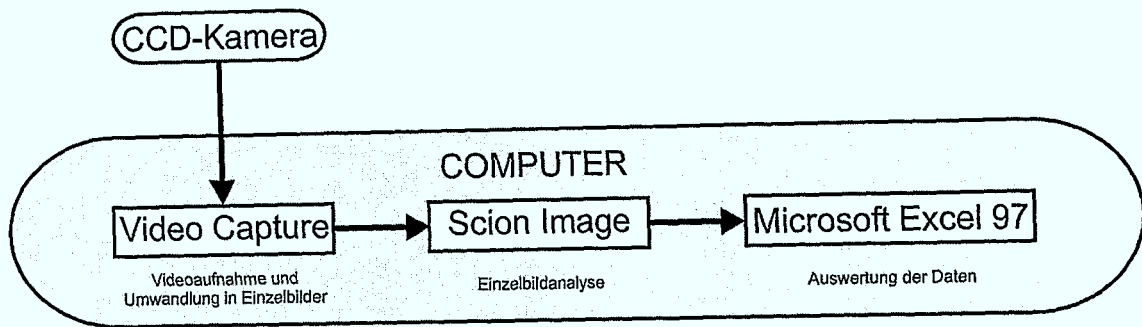 CCD-Kamera
COMPUTER
Video Capture
Scion Image
Microsoft Excel 97
Videoaufnahme und
Umwandlung in Einzelbilder
Einzelbildanalyse
Auswertung der Daten